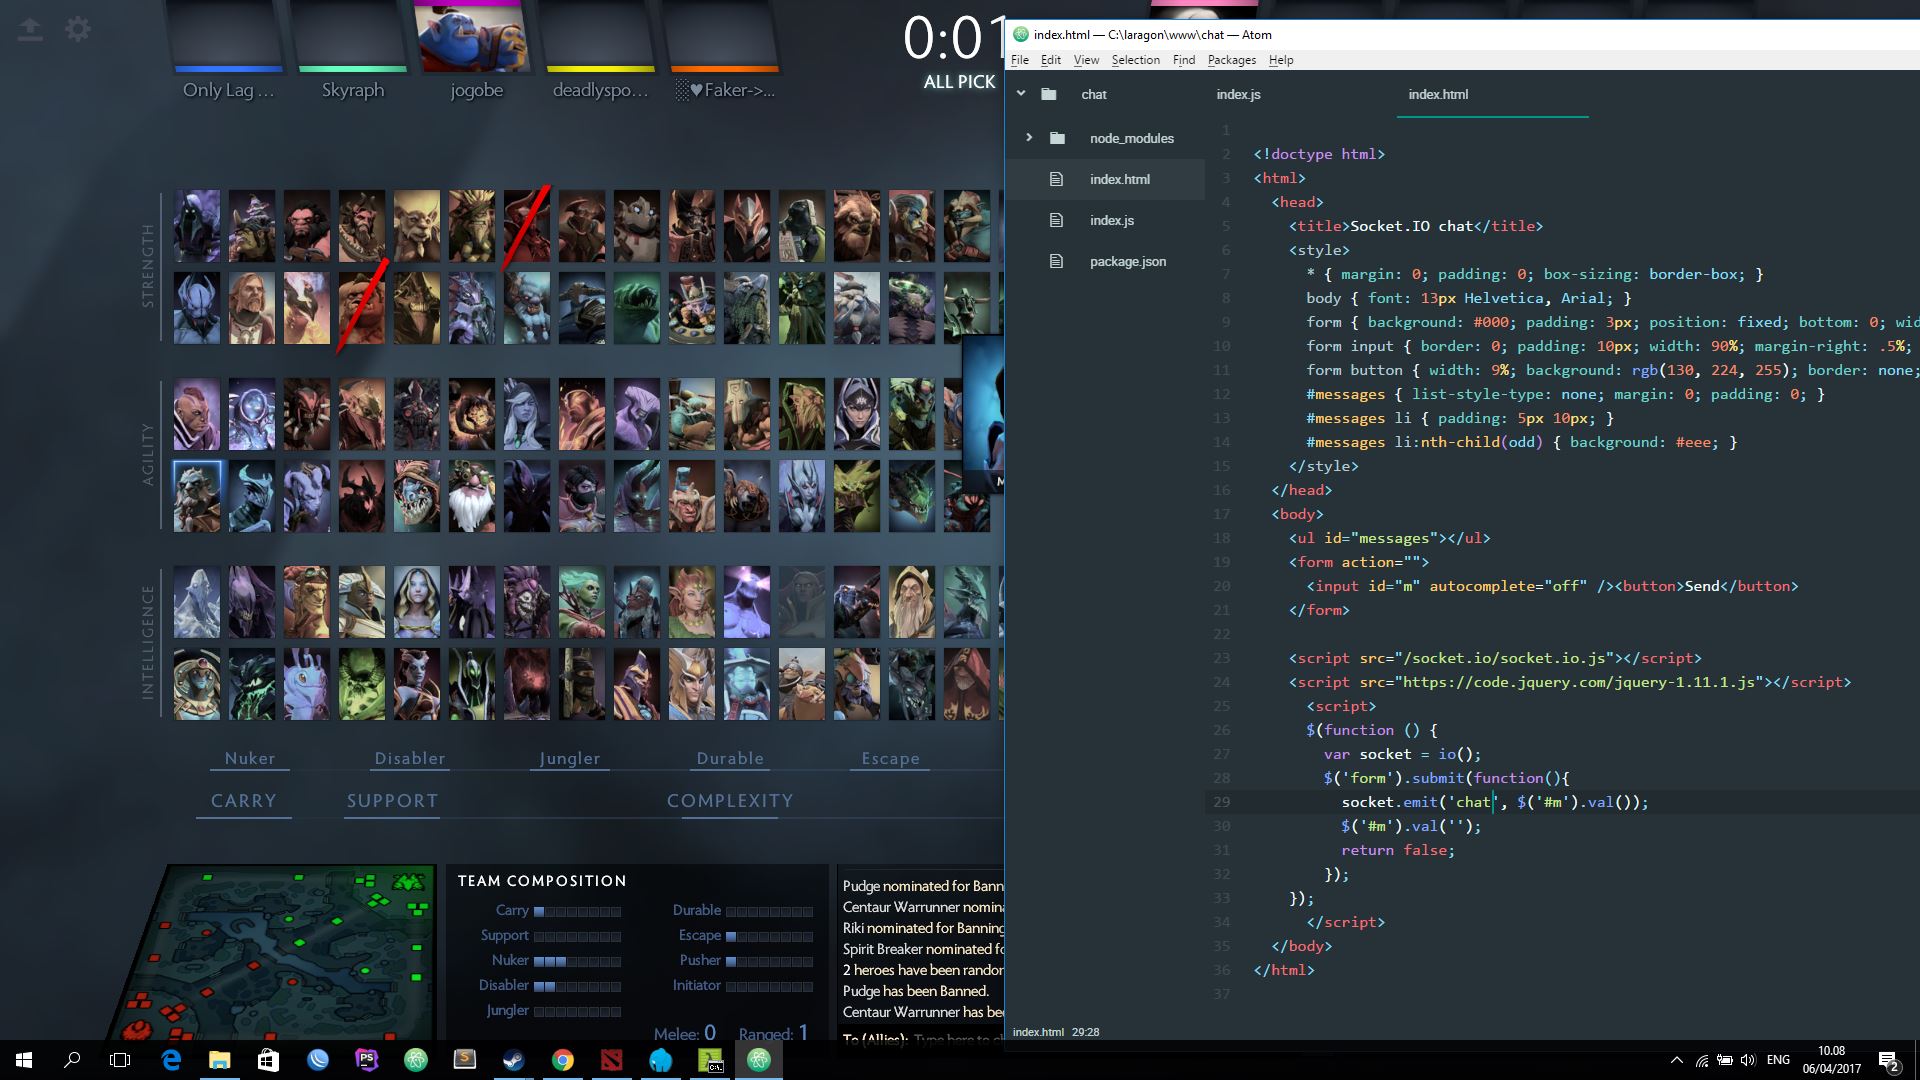 Only Lag ...
Skyraph
jogobe
deadlyspo...
♥Faker->...
0:01
ALL PICK
STRENGTH
AGILITY
INTELLIGENCE
Nuker
Disabler
Jungler
Durable
Escape
CARRY
SUPPORT
COMPLEXITY
TEAM COMPOSITION
Carry
Support
Nuker
Disabler
Jungler
Durable
Escape
Pusher
Initiator
Melee: 0 Ranged: 1
Pudge nominated for Bann
Centaur Warrunner nomina
Riki nominated for Banning
Spirit Breaker nominated fo
2 heroes have been random
Pudge has been Banned.
Centaur Warrunner has bee
To (Allies): Type here to ch
M
index.html — C:\laragon\www\chat — Atom
File Edit View Selection Find Packages Help
chat
node_modules
index.html
index.js
package.json
index.js
index.html
1
2 <!doctype html>
3 <html>
4 <head>
5 <title>Socket.IO chat</title>
6 <style>
7 * { margin: 0; padding: 0; box-sizing: border-box; }
8 body { font: 13px Helvetica, Arial; }
9 form { background: #000; padding: 3px; position: fixed; bottom: 0; wid
10 form input { border: 0; padding: 10px; width: 90%; margin-right: .5%;
11 form button { width: 9%; background: rgb(130, 224, 255); border: none;
12 #messages { list-style-type: none; margin: 0; padding: 0; }
13 #messages li { padding: 5px 10px; }
14 #messages li:nth-child(odd) { background: #eee; }
15 </style>
16 </head>
17 <body>
18 <ul id="messages"></ul>
19 <form action="">
20 <input id="m" autocomplete="off" /><button>Send</button>
21 </form>
22
23 <script src="/socket.io/socket.io.js"></script>
24 <script src="https://code.jquery.com/jquery-1.11.1.js"></script>
25 <script>
26 $(function () {
27 var socket = io();
28 $('form').submit(function(){
29 socket.emit('chat', $('#m').val());
30 $('#m').val('');
31 return false;
32 });
33 });
34 </script>
35 </body>
36 </html>
37
index.html 29:28
ENG
10.08
06/04/2017
2